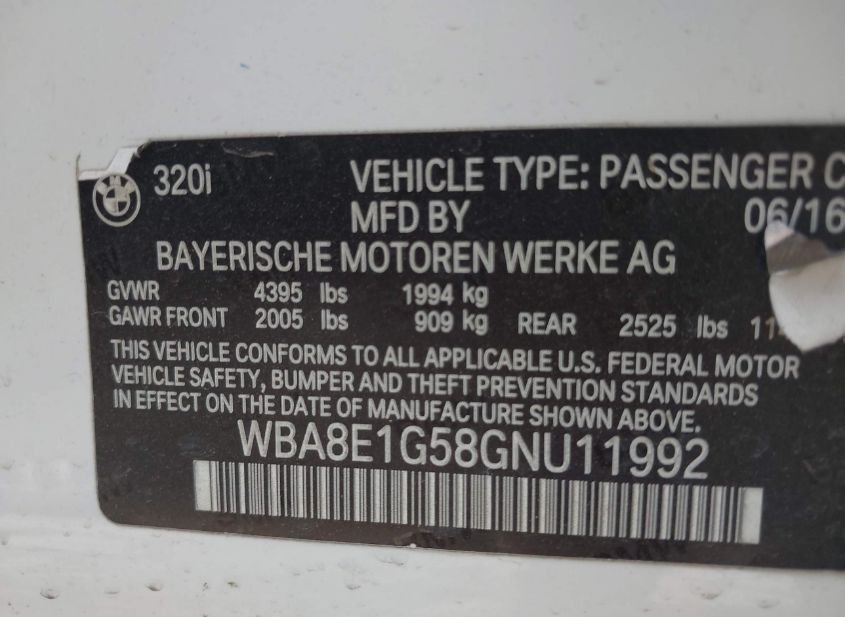 320i VEHICLE TYPE: PASSENGER C
MFD BY 06/16
BAYERISCHE MOTOREN WERKE AG
GVWR 4395 lbs 1994 kg
GAWR FRONT 2005 lbs 909 kg REAR 2525 lbs 11
THIS VEHICLE CONFORMS TO ALL APPLICABLE U.S. FEDERAL MOTOR
VEHICLE SAFETY, BUMPER AND THEFT PREVENTION STANDARDS
IN EFFECT ON THE DATE OF MANUFACTURE SHOWN ABOVE.
WBA8E1G58GNU11992